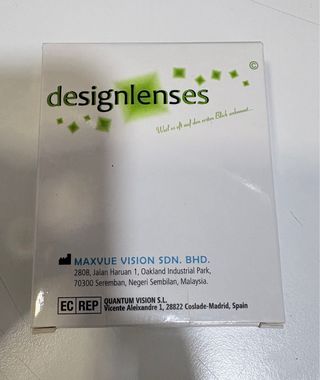 ©
designlenses
Weil es oft auf den ersten Blick ankommt...
MAXVUE VISION SDN. BHD.
2808, Jalan Haruan 1, Oakland Industrial Park,
70300 Seremban, Negeri Sembilan, Malaysia.
EC REP QUANTUM VISION S.L.
Vicente Aleixandre 1, 28822 Coslade-Madrid, Spain